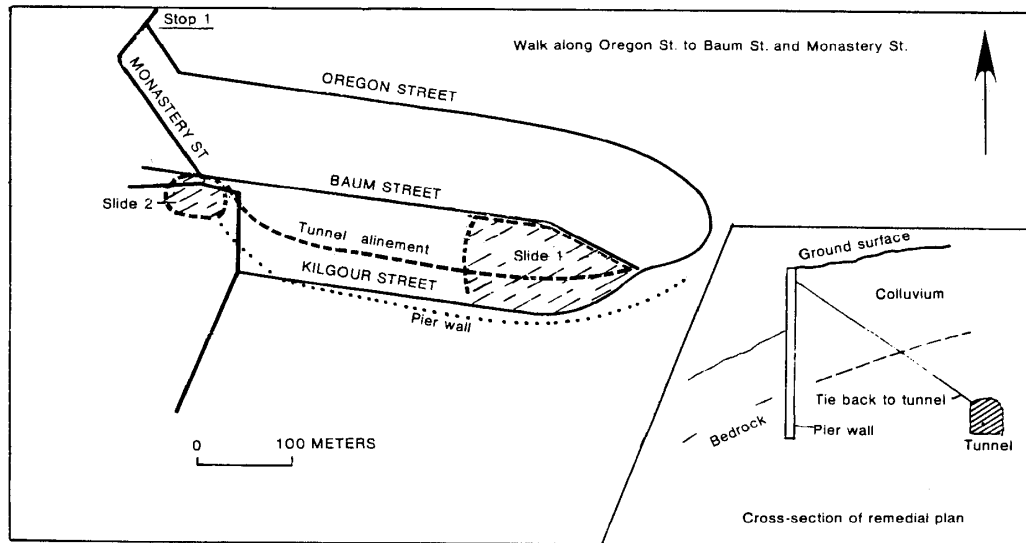 Stop 1
Walk along Oregon St. to Baum St. and Monastery St.
MONASTERY ST
OREGON STREET
BAUM STREET
Slide 2
Tunnel alinement
Slide 1
KILGOUR STREET
Pier wall
0 100 METERS
Ground surface
Colluvium
Tie back to tunnel
Bedrock
Pier wall
Tunnel
Cross-section of remedial plan